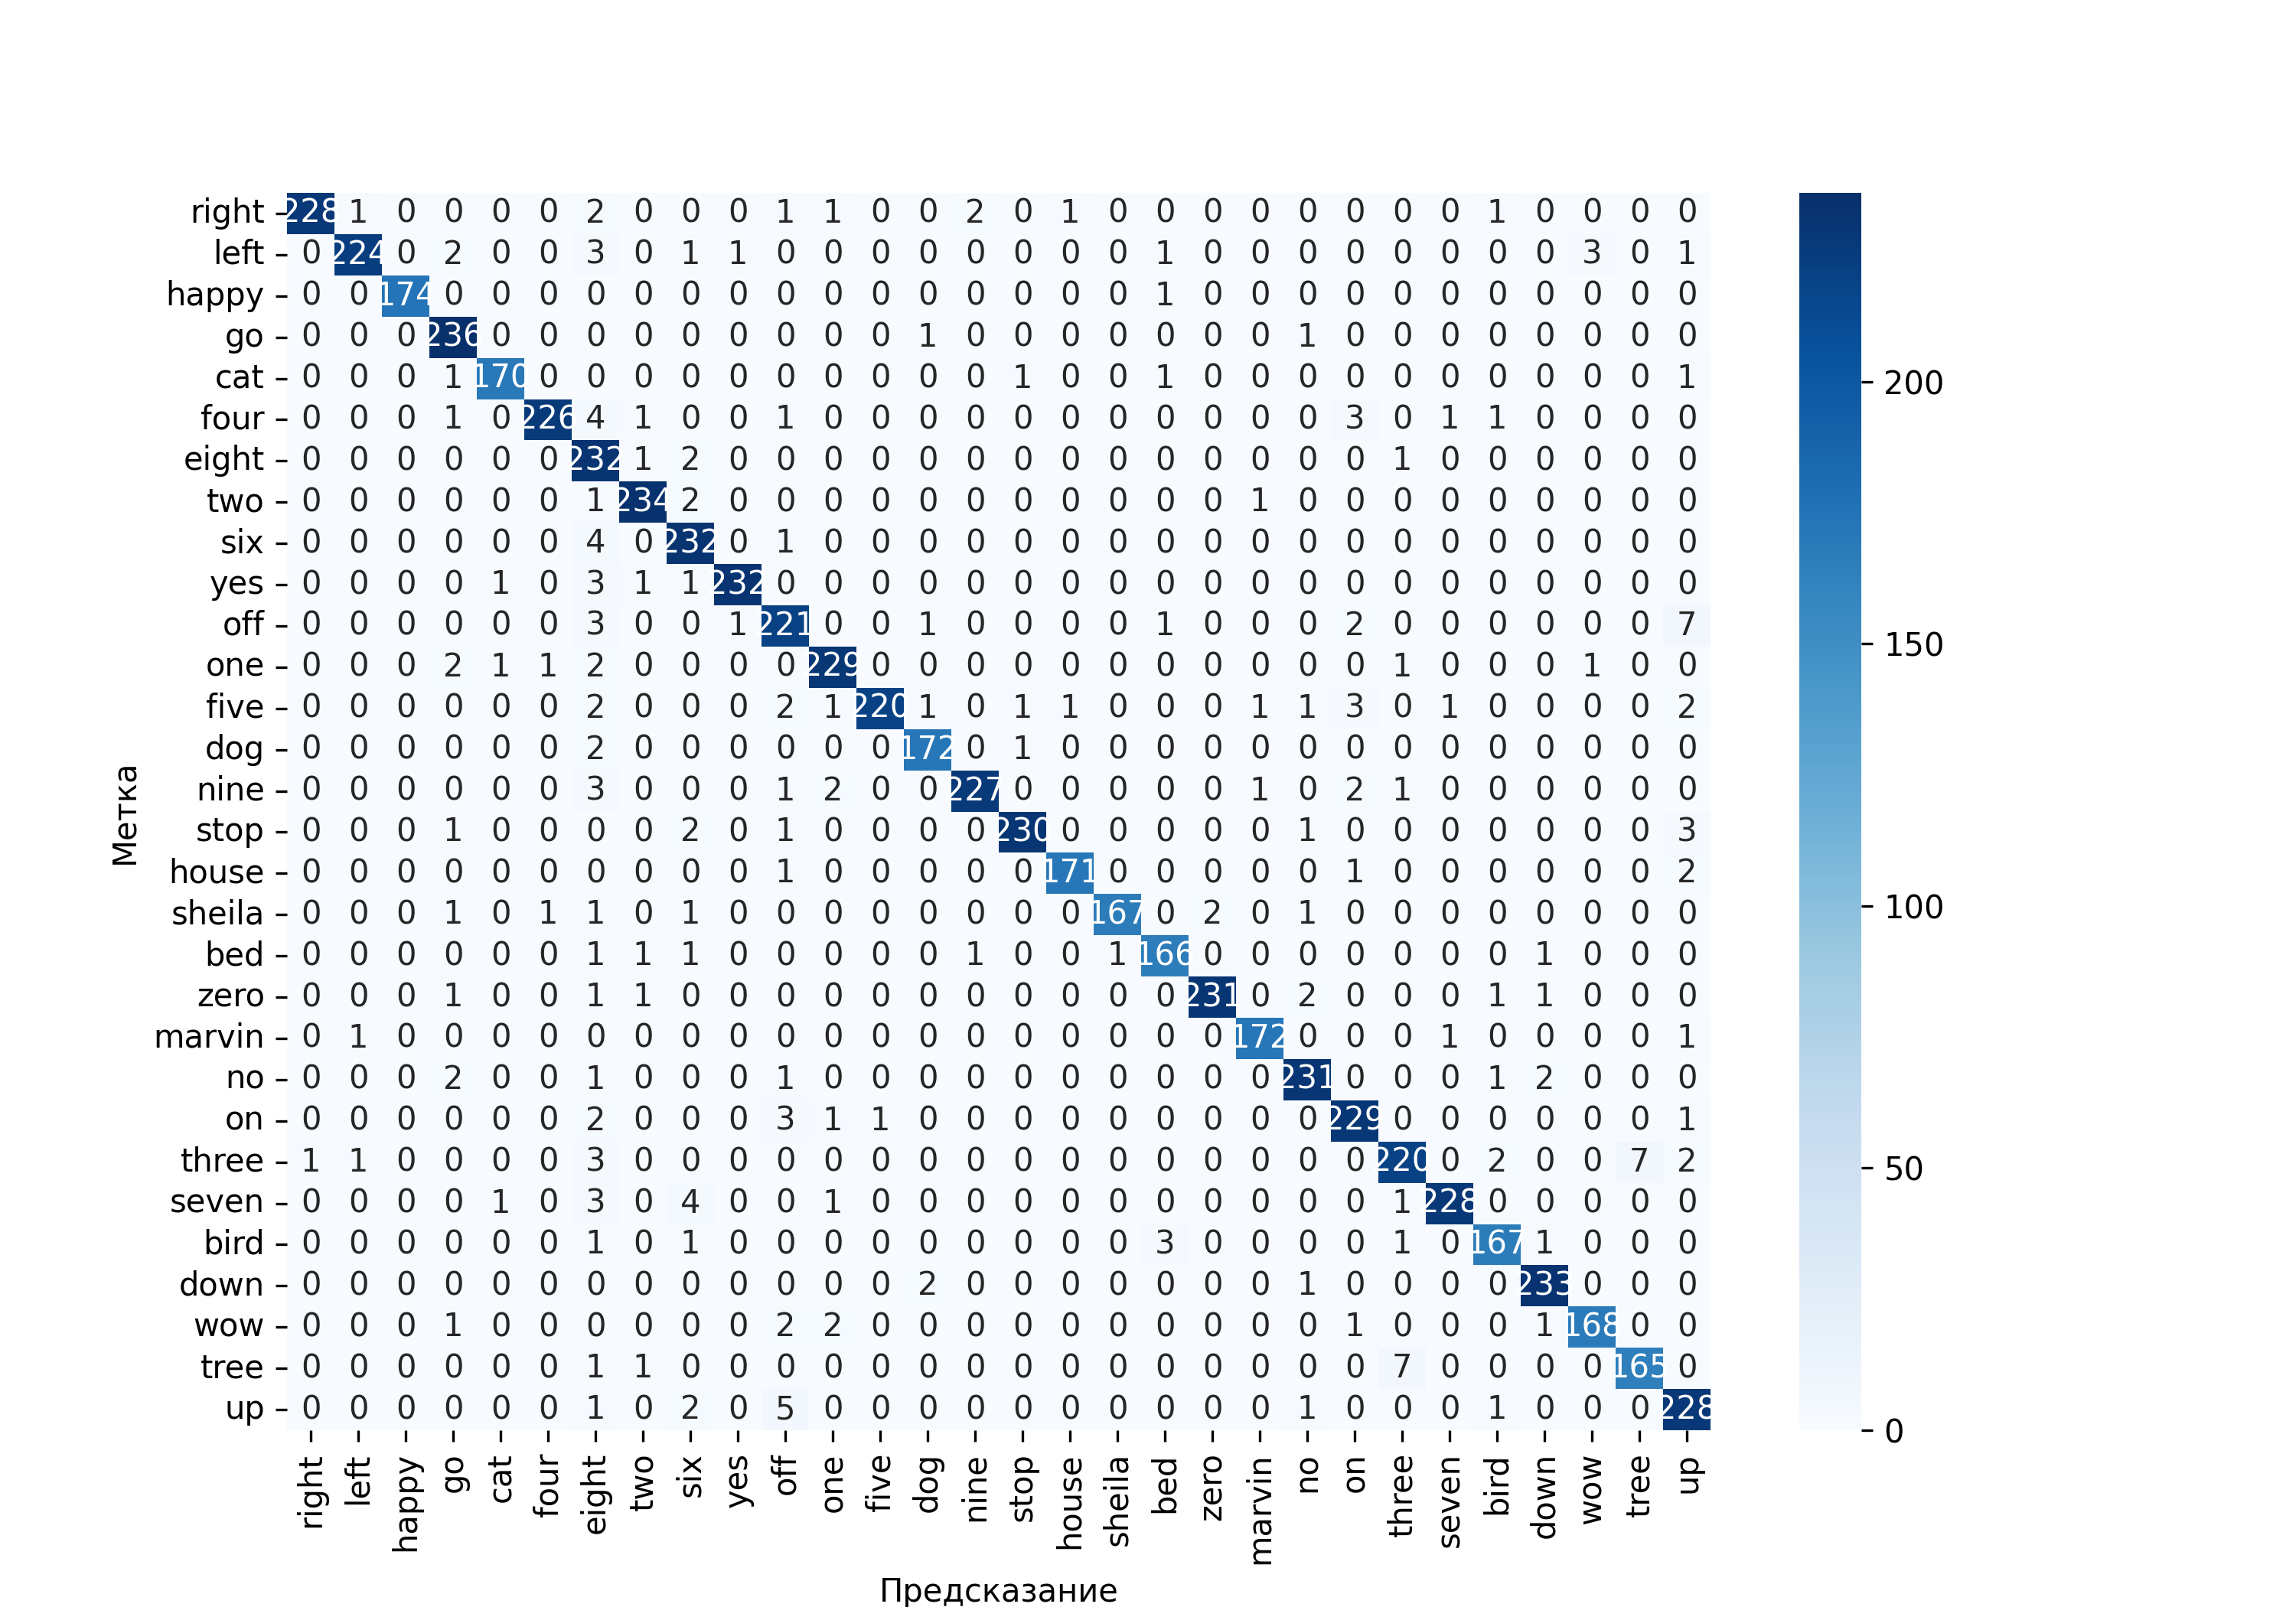 right 228 1 0 0 0 0 2 0 0 0 1 1 0 0 2 0 1 0 0 0 0 0 0 0 0 1 0 0 0 0
left 0 224 0 2 0 0 3 0 1 1 0 0 0 0 0 0 0 0 1 0 0 0 0 0 0 0 0 3 0 1
happy 0 0 174 0 0 0 0 0 0 0 0 0 0 0 0 0 0 0 1 0 0 0 0 0 0 0 0 0 0 0
go 0 0 0 236 0 0 0 0 0 0 0 0 0 1 0 0 0 0 0 0 0 1 0 0 0 0 0 0 0 0
cat 0 0 0 1 170 0 0 0 0 0 0 0 0 0 0 1 0 0 1 0 0 0 0 0 0 0 0 0 0 1
four 0 0 0 1 0 226 4 1 0 0 1 0 0 0 0 0 0 0 0 0 0 0 3 0 1 1 0 0 0 0
eight 0 0 0 0 0 0 232 1 2 0 0 0 0 0 0 0 0 0 0 0 0 0 0 1 0 0 0 0 0 0
two 0 0 0 0 0 0 1 234 2 0 0 0 0 0 0 0 0 0 0 0 1 0 0 0 0 0 0 0 0 0
six 0 0 0 0 0 0 4 0 232 0 1 0 0 0 0 0 0 0 0 0 0 0 0 0 0 0 0 0 0 0
yes 0 0 0 0 1 0 3 1 1 232 0 0 0 0 0 0 0 0 0 0 0 0 0 0 0 0 0 0 0 0
off 0 0 0 0 0 0 3 0 0 1 221 0 0 1 0 0 0 0 1 0 0 0 2 0 0 0 0 0 0 7
one 0 0 0 2 1 1 2 0 0 0 0 229 0 0 0 0 0 0 0 0 0 0 0 1 0 0 0 1 0 0
five 0 0 0 0 0 0 2 0 0 0 2 1 220 1 0 1 1 0 0 0 1 1 3 0 1 0 0 0 0 2
dog 0 0 0 0 0 0 2 0 0 0 0 0 0 172 0 1 0 0 0 0 0 0 0 0 0 0 0 0 0 0
nine 0 0 0 0 0 0 3 0 0 0 1 2 0 0 227 0 0 0 0 0 1 0 2 1 0 0 0 0 0 0
stop 0 0 0 1 0 0 0 0 2 0 1 0 0 0 0 230 0 0 0 0 0 1 0 0 0 0 0 0 0 3
house 0 0 0 0 0 0 0 0 0 0 1 0 0 0 0 0 171 0 0 0 0 0 1 0 0 0 0 0 0 2
sheila 0 0 0 1 0 1 1 0 1 0 0 0 0 0 0 0 0 167 0 2 0 1 0 0 0 0 0 0 0 0
bed 0 0 0 0 0 0 1 1 1 0 0 0 0 0 1 0 0 1 166 0 0 0 0 0 0 0 1 0 0 0
zero 0 0 0 1 0 0 1 1 0 0 0 0 0 0 0 0 0 0 0 231 0 2 0 0 0 1 1 0 0 0
marvin 0 1 0 0 0 0 0 0 0 0 0 0 0 0 0 0 0 0 0 0 172 0 0 0 1 0 0 0 0 1
no 0 0 0 2 0 0 1 0 0 0 1 0 0 0 0 0 0 0 0 0 0 231 0 0 0 1 2 0 0 0
on 0 0 0 0 0 0 2 0 0 0 3 1 1 0 0 0 0 0 0 0 0 0 229 0 0 0 0 0 0 1
three 1 1 0 0 0 0 3 0 0 0 0 0 0 0 0 0 0 0 0 0 0 0 0 220 0 2 0 0 7 2
seven 0 0 0 0 1 0 3 0 4 0 0 1 0 0 0 0 0 0 0 0 0 0 0 1 228 0 0 0 0 0
bird 0 0 0 0 0 0 1 0 1 0 0 0 0 0 0 0 0 0 3 0 0 0 0 1 0 167 1 0 0 0
down 0 0 0 0 0 0 0 0 0 0 0 0 0 2 0 0 0 0 0 0 0 1 0 0 0 0 233 0 0 0
wow 0 0 0 1 0 0 0 0 0 0 2 2 0 0 0 0 0 0 0 0 0 0 1 0 0 0 1 168 0 0
tree 0 0 0 0 0 0 1 1 0 0 0 0 0 0 0 0 0 0 0 0 0 0 0 7 0 0 0 0 165 0
up 0 0 0 0 0 0 1 0 2 0 5 0 0 0 0 0 0 0 0 0 0 1 0 0 0 1 0 0 0 228
Метка
right left happy go cat four eight two six yes off one five dog nine stop house sheila bed zero marvin no on three seven bird down wow tree up
Предсказание
200
150
100
50
0